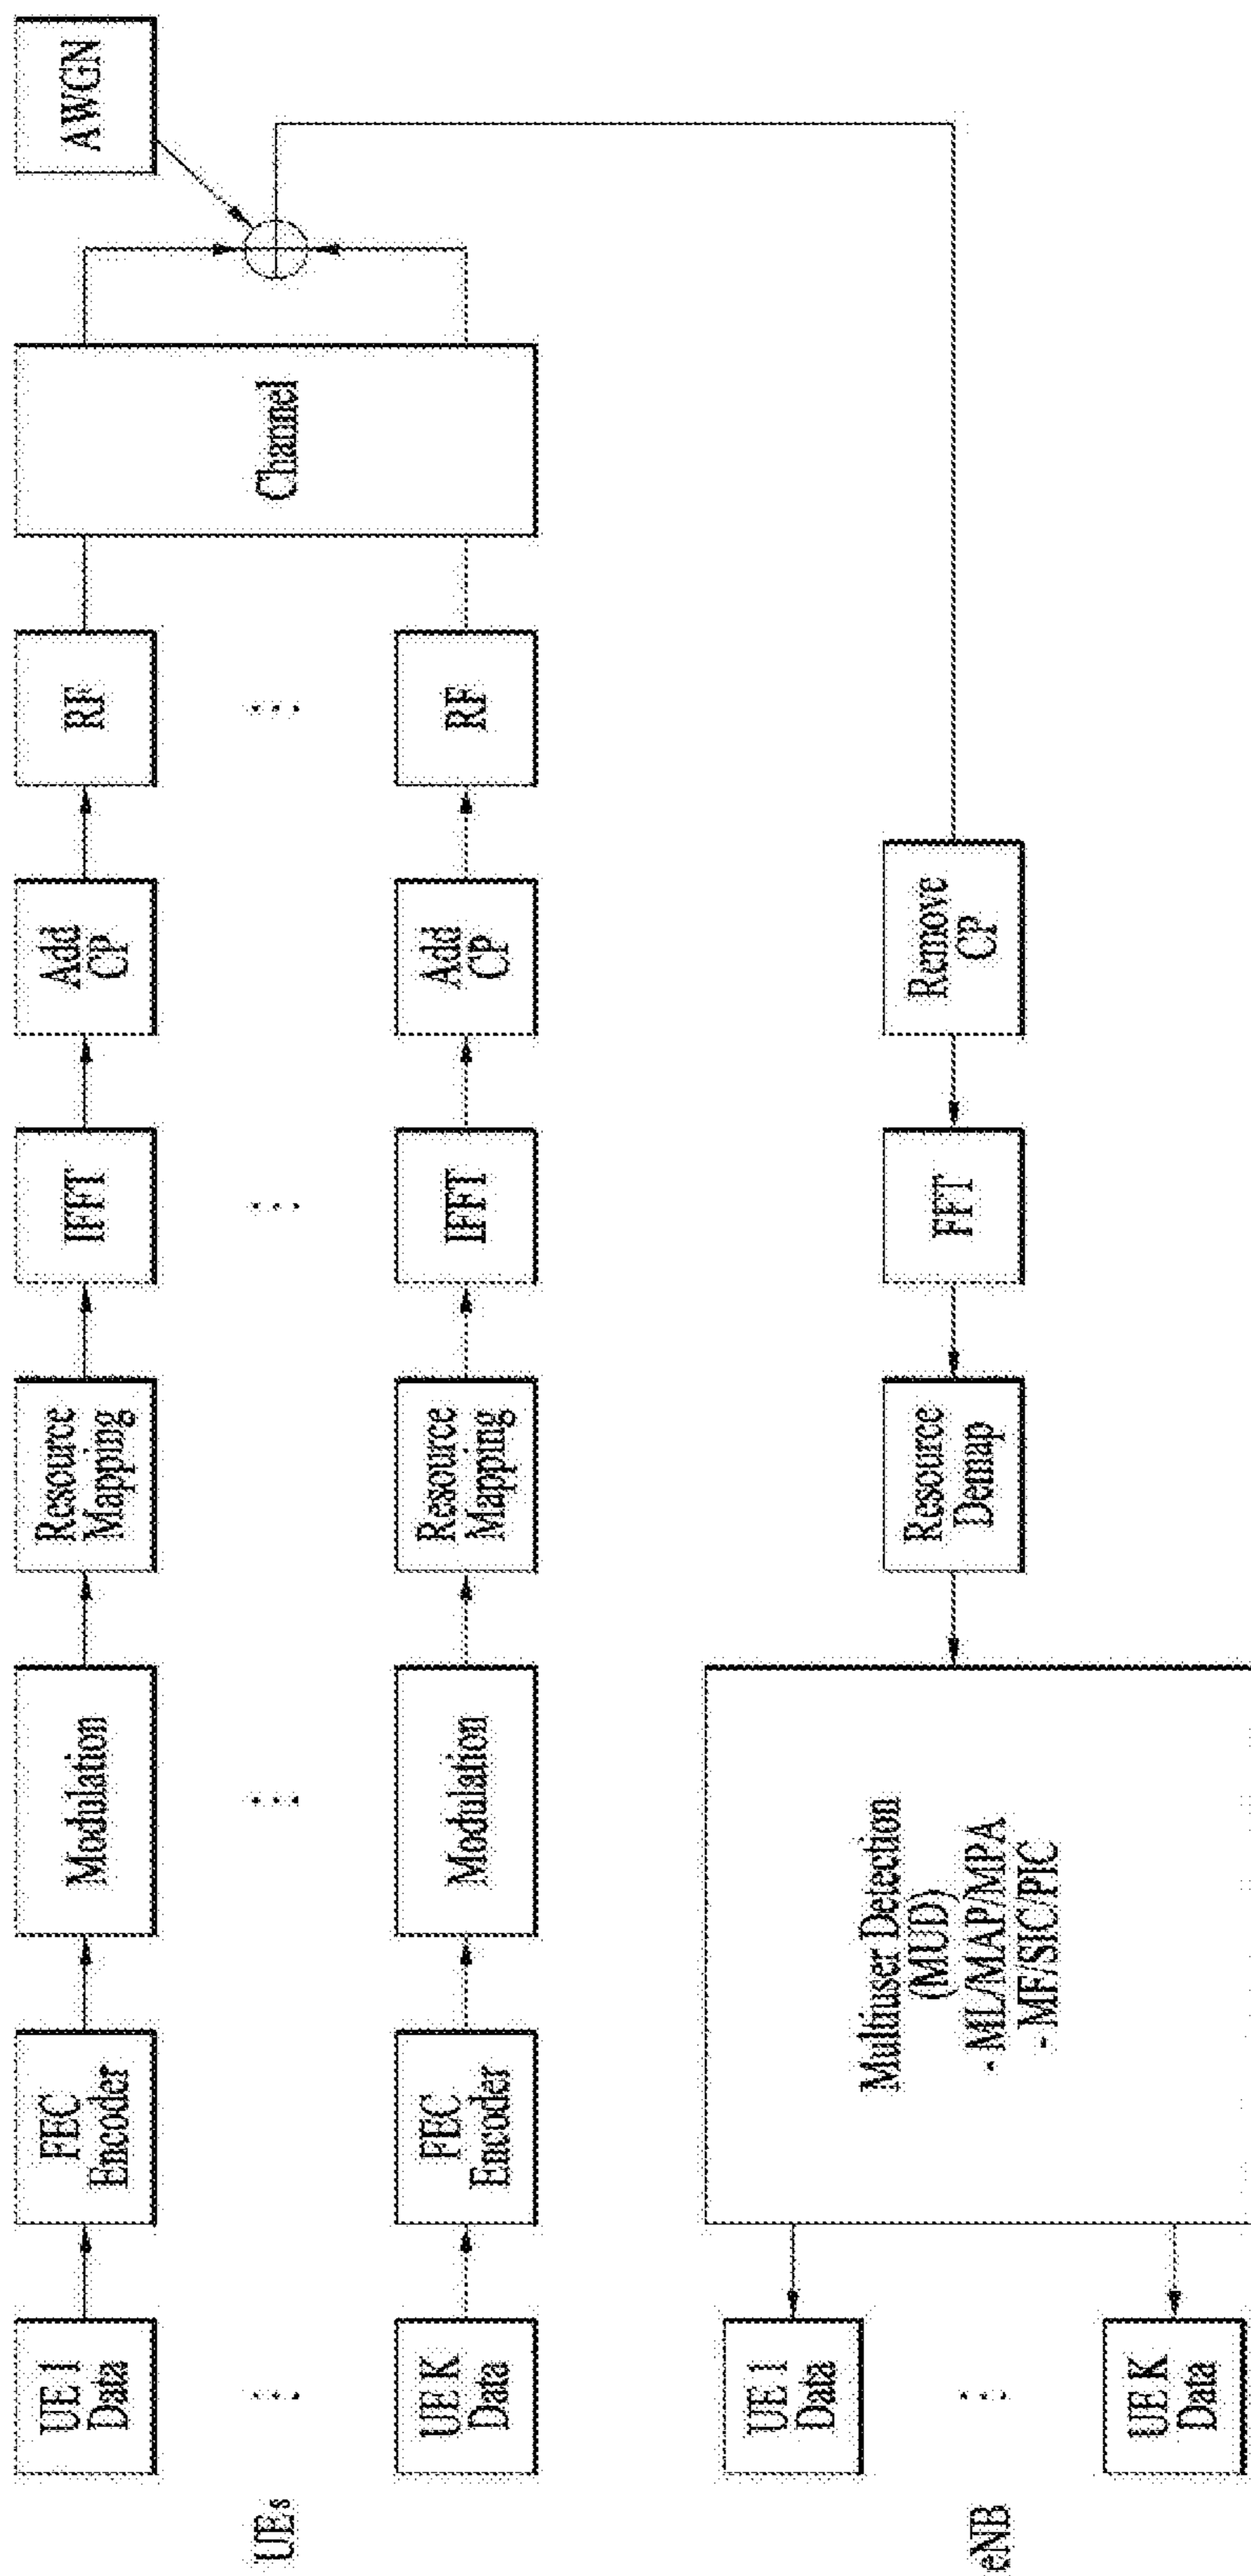 UEs
UE 1
Data
FEC
Encoder
Modulation
Resource
Mapping
IFFT
Add
CP
RF
Channel
AWGN
...
...
...
...
UE K
Data
FEC
Encoder
Modulation
Resource
Mapping
IFFT
Add
CP
RF
eNB
UE 1
Data
...
UE K
Data
Multiuser Detection
(MUD)
- ML/MAP/MPA
- MF/SIC/PIC
Resource
Demap
FFT
Remove
CP